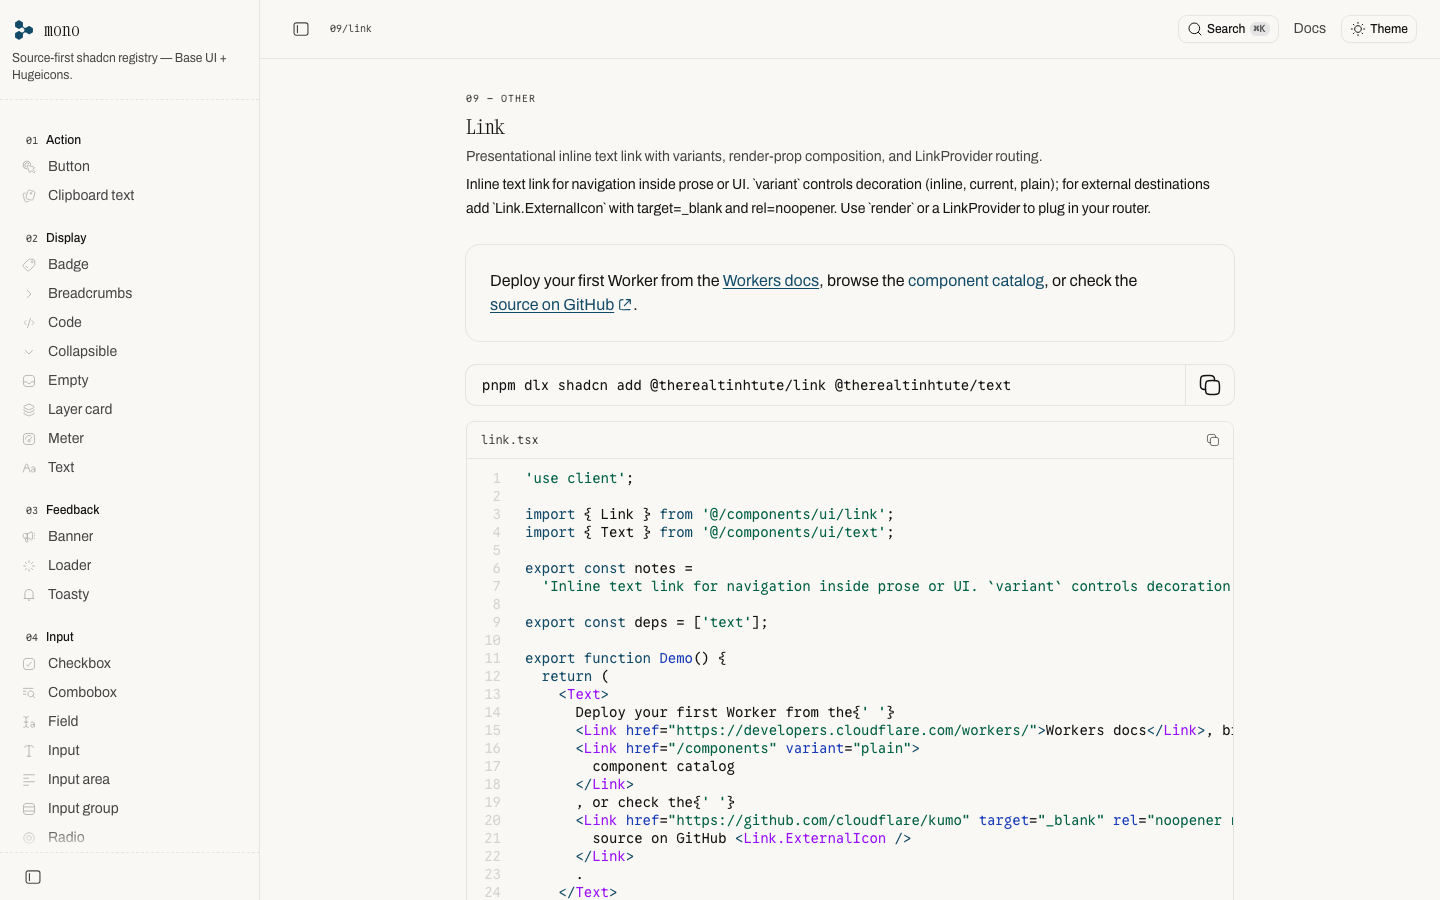 mono
Source-first shadcn registry — Base UI +
Hugeicons.
01 Action
Button
Clipboard text
02 Display
Badge
Breadcrumbs
Code
Collapsible
Empty
Layer card
Meter
Text
03 Feedback
Banner
Loader
Toasty
04 Input
Checkbox
Combobox
Field
Input
Input area
Input group
Radio
09/link
Search ⌘K
Docs
Theme
09 — OTHER
Link
Presentational inline text link with variants, render-prop composition, and LinkProvider routing.
Inline text link for navigation inside prose or UI. `variant` controls decoration (inline, current, plain); for external destinations
add `Link.ExternalIcon` with target=_blank and rel=noopener. Use `render` or a LinkProvider to plug in your router.
Deploy your first Worker from the Workers docs, browse the component catalog, or check the
source on GitHub .
pnpm dlx shadcn add @therealtinhtute/link @therealtinhtute/text
link.tsx
1 'use client';
2
3 import { Link } from '@/components/ui/link';
4 import { Text } from '@/components/ui/text';
5
6 export const notes =
7 'Inline text link for navigation inside prose or UI. `variant` controls decoration
8
9 export const deps = ['text'];
10
11 export function Demo() {
12 return (
13 <Text>
14 Deploy your first Worker from the{' '}
15 <Link href="https://developers.cloudflare.com/workers/">Workers docs</Link>, b
16 <Link href="/components" variant="plain">
17 component catalog
18 </Link>
19 , or check the{' '}
20 <Link href="https://github.com/cloudflare/kumo" target="_blank" rel="noopener
21 source on GitHub <Link.ExternalIcon />
22 </Link>
23 .
24 </Text>